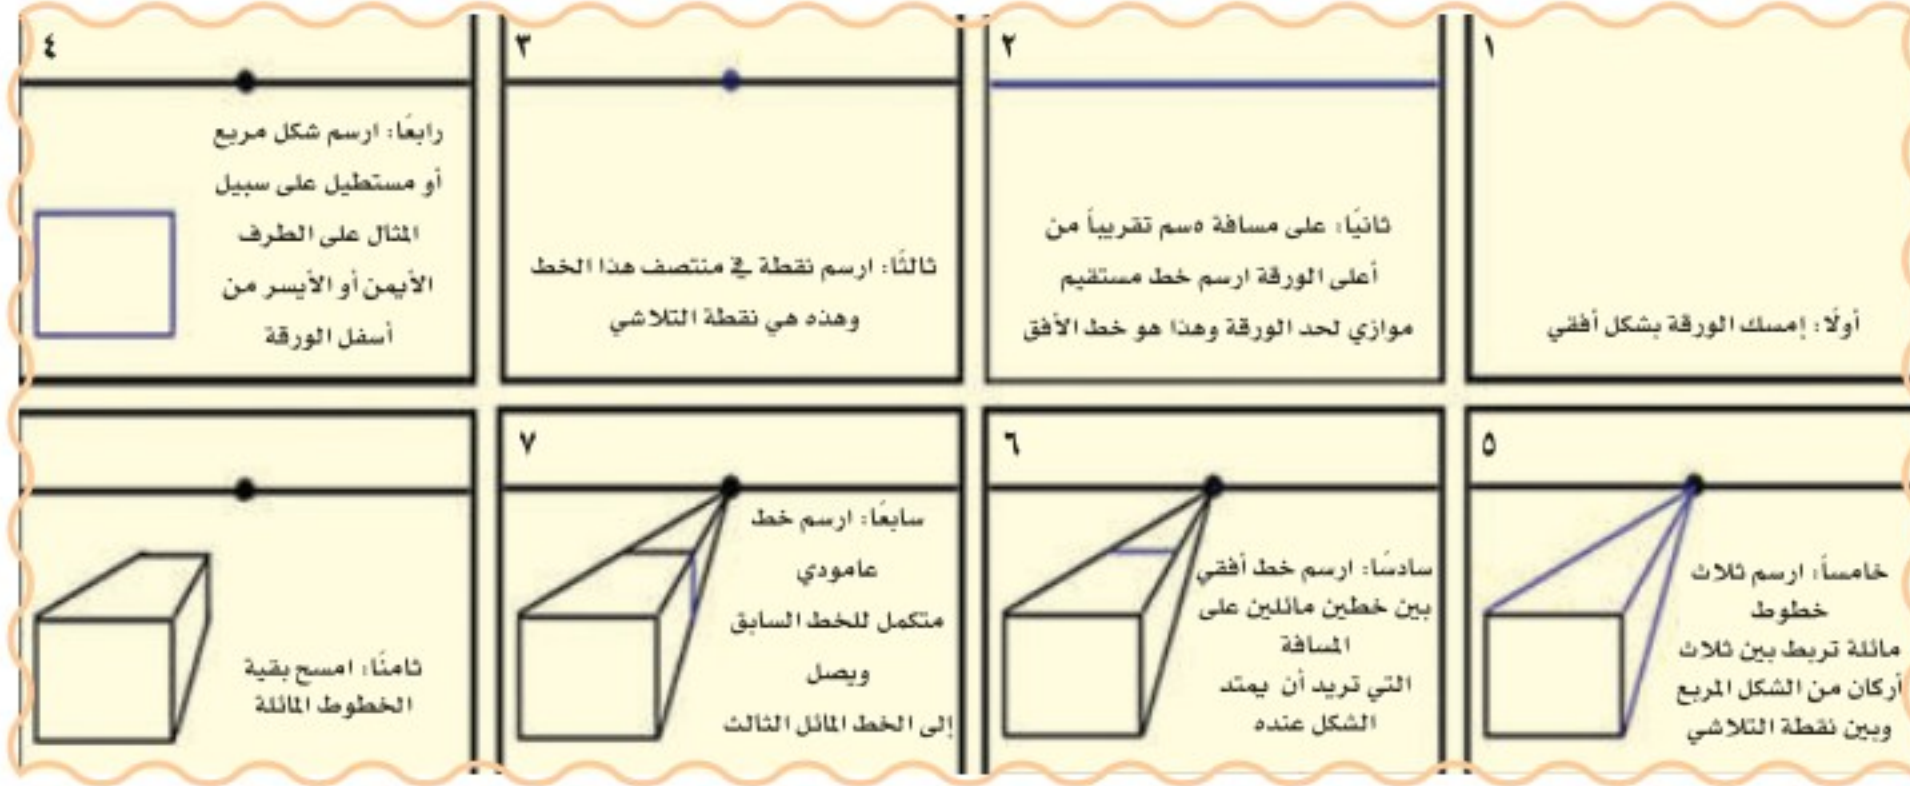 ١
أولًا: إمسك الورقة بشكل أفقي
٢
ثانيًا: على مسافة ٥سم تقريباً من
أعلى الورقة ارسم خط مستقيم
موازي لحد الورقة وهذا هو خط الأفق
٣
ثالثًا: ارسم نقطة في منتصف هذا الخط
وهذه هي نقطة التلاشي
٤
رابعًا: ارسم شكل مربع
أو مستطيل على سبيل
المثال على الطرف
الأيمن أو الأيسر من
أسفل الورقة
٥
خامساً: ارسم ثلاث
خطوط
مائلة تربط بين ثلاث
أركان من الشكل المربع
وبين نقطة التلاشي
٦
سادسًا: ارسم خط أفقي
بين خطين مائلين على
المسافة
التي تريد أن يمتد
الشكل عنده
٧
سابعًا: ارسم خط
عامودي
متكمل للخط السابق
ويصل
إلى الخط المائل الثالث
ثامنًا: امسح بقية
الخطوط المائلة